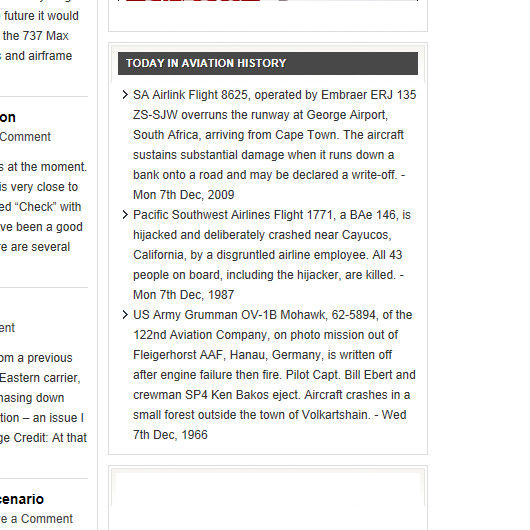 future it would
the 737 Max
s and airframe
on
Comment
s at the moment.
is very close to
ed “Check” with
ve been a good
re are several
ent
om a previous
Eastern carrier,
hasing down
tion – an issue I
ge Credit: At that
cenario
e a Comment
TODAY IN AVIATION HISTORY
SA Airlink Flight 8625, operated by Embraer ERJ 135
ZS-SJW overruns the runway at George Airport,
South Africa, arriving from Cape Town. The aircraft
sustains substantial damage when it runs down a
bank onto a road and may be declared a write-off. -
Mon 7th Dec, 2009
Pacific Southwest Airlines Flight 1771, a BAe 146, is
hijacked and deliberately crashed near Cayucos,
California, by a disgruntled airline employee. All 43
people on board, including the hijacker, are killed. -
Mon 7th Dec, 1987
US Army Grumman OV-1B Mohawk, 62-5894, of the
122nd Aviation Company, on photo mission out of
Fleigerhorst AAF, Hanau, Germany, is written off
after engine failure then fire. Pilot Capt. Bill Ebert and
crewman SP4 Ken Bakos eject. Aircraft crashes in a
small forest outside the town of Volkartshain. - Wed
7th Dec, 1966